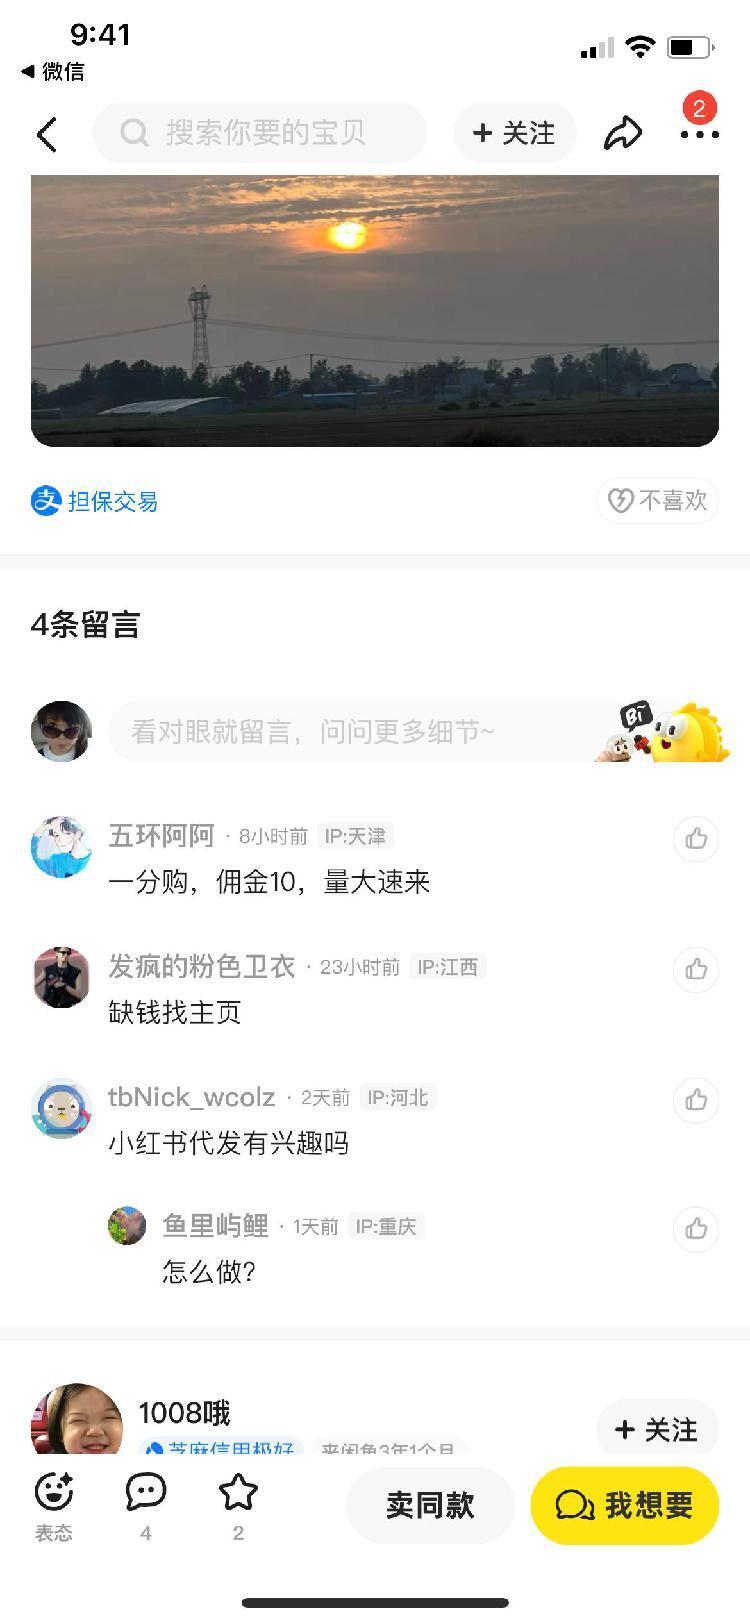 9:41
微信
搜索你要的宝贝
+ 关注
2
支 担保交易
不喜欢
4条留言
看对眼就留言，问问更多细节~
Bi~
五环阿阿 · 8小时前 IP:天津
一分购，佣金10，量大速来
发疯的粉色卫衣 · 23小时前 IP:江西
缺钱找主页
tbNick_wcolz · 2天前 IP:河北
小红书代发有兴趣吗
鱼里屿鲤 · 1天前 IP:重庆
怎么做？
1008哦
+ 关注
芝麻信用极好 来闲鱼3年1个月
表态
4
2
卖同款
我想要